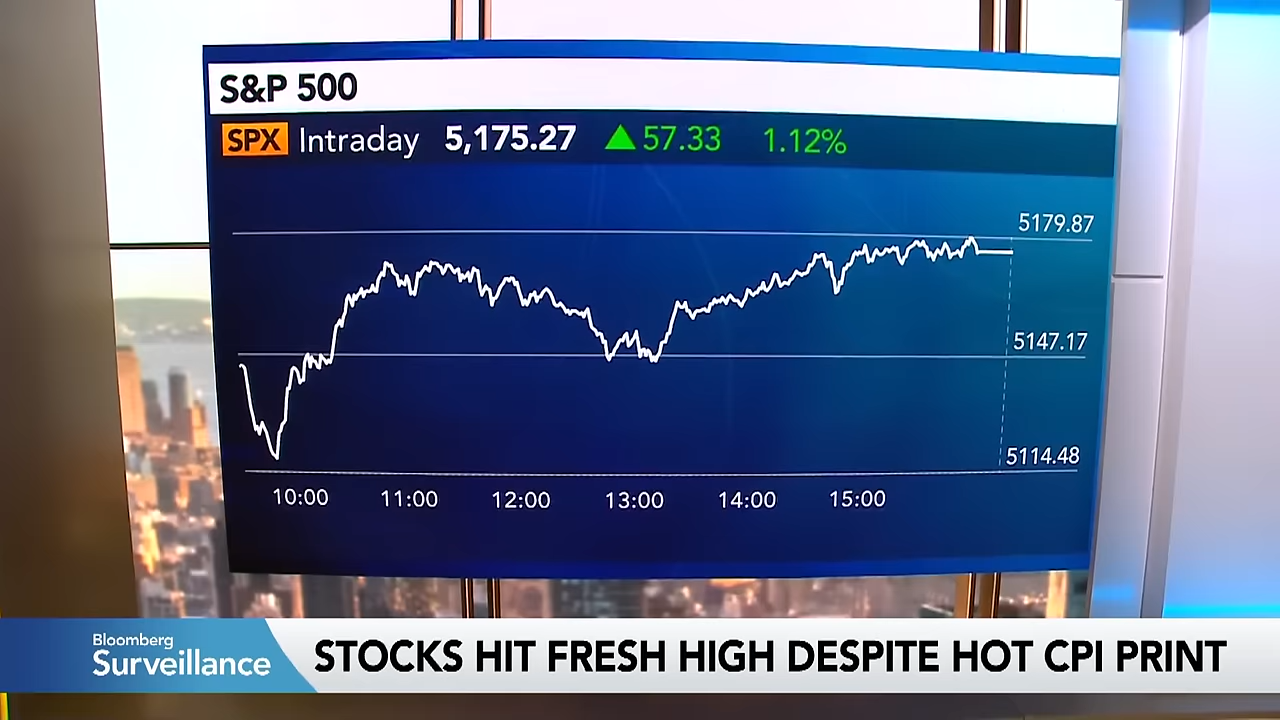 S&P 500
SPX Intraday 5,175.27 ▲57.33 1.12%
5179.87
5147.17
5114.48
10:00 11:00 12:00 13:00 14:00 15:00
Bloomberg
Surveillance
STOCKS HIT FRESH HIGH DESPITE HOT CPI PRINT